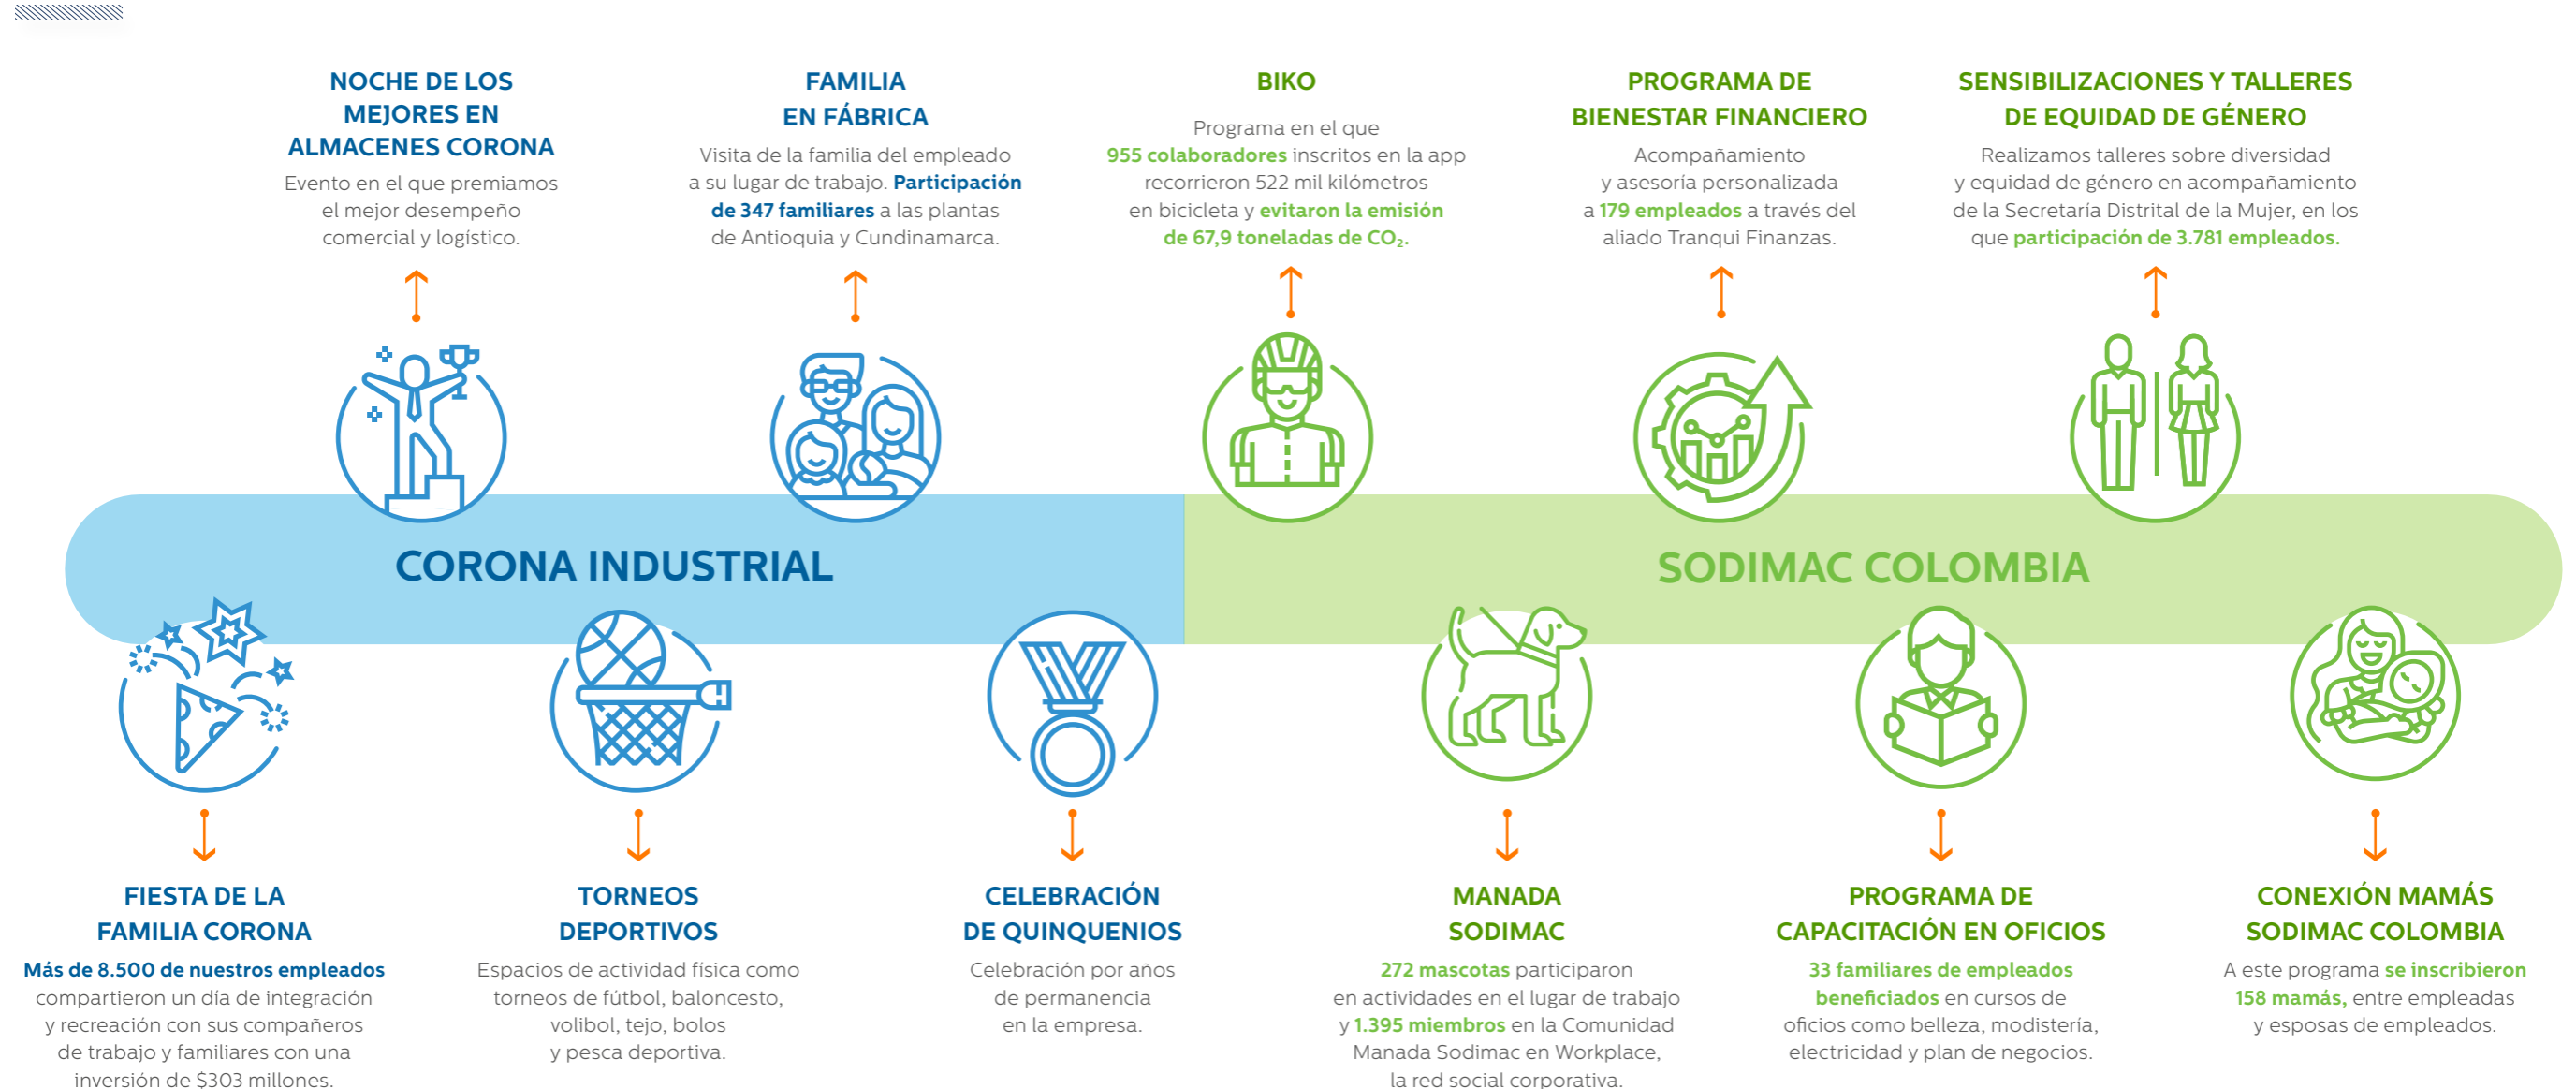 NOCHE DE LOS
MEJORES EN
ALMACENES CORONA
Evento en el que premiamos
el mejor desempeño
comercial y logístico.
FAMILIA
EN FÁBRICA
Visita de la familia del empleado
a su lugar de trabajo. Participación
de 347 familiares a las plantas
de Antioquia y Cundinamarca.
BIKO
Programa en el que
955 colaboradores inscritos en la app
recorrieron 522 mil kilómetros
en bicicleta y evitaron la emisión
de 67,9 toneladas de CO₂.
PROGRAMA DE
BIENESTAR FINANCIERO
Acompañamiento
y asesoría personalizada
a 179 empleados a través del
aliado Tranqui Finanzas.
SENSIBILIZACIONES Y TALLERES
DE EQUIDAD DE GÉNERO
Realizamos talleres sobre diversidad
y equidad de género en acompañamiento
de la Secretaría Distrital de la Mujer, en los
que participación de 3.781 empleados.
CORONA INDUSTRIAL
SODIMAC COLOMBIA
FIESTA DE LA
FAMILIA CORONA
Más de 8.500 de nuestros empleados
compartieron un día de integración
y recreación con sus compañeros
de trabajo y familiares con una
inversión de $303 millones.
TORNEOS
DEPORTIVOS
Espacios de actividad física como
torneos de fútbol, baloncesto,
volibol, tejo, bolos
y pesca deportiva.
CELEBRACIÓN
DE QUINQUENIOS
Celebración por años
de permanencia
en la empresa.
MANADA
SODIMAC
272 mascotas participaron
en actividades en el lugar de trabajo
y 1.395 miembros en la Comunidad
Manada Sodimac en Workplace,
la red social corporativa.
PROGRAMA DE
CAPACITACIÓN EN OFICIOS
33 familiares de empleados
beneficiados en cursos de
oficios como belleza, modistería,
electricidad y plan de negocios.
CONEXIÓN MAMÁS
SODIMAC COLOMBIA
A este programa se inscribieron
158 mamás, entre empleadas
y esposas de empleados.